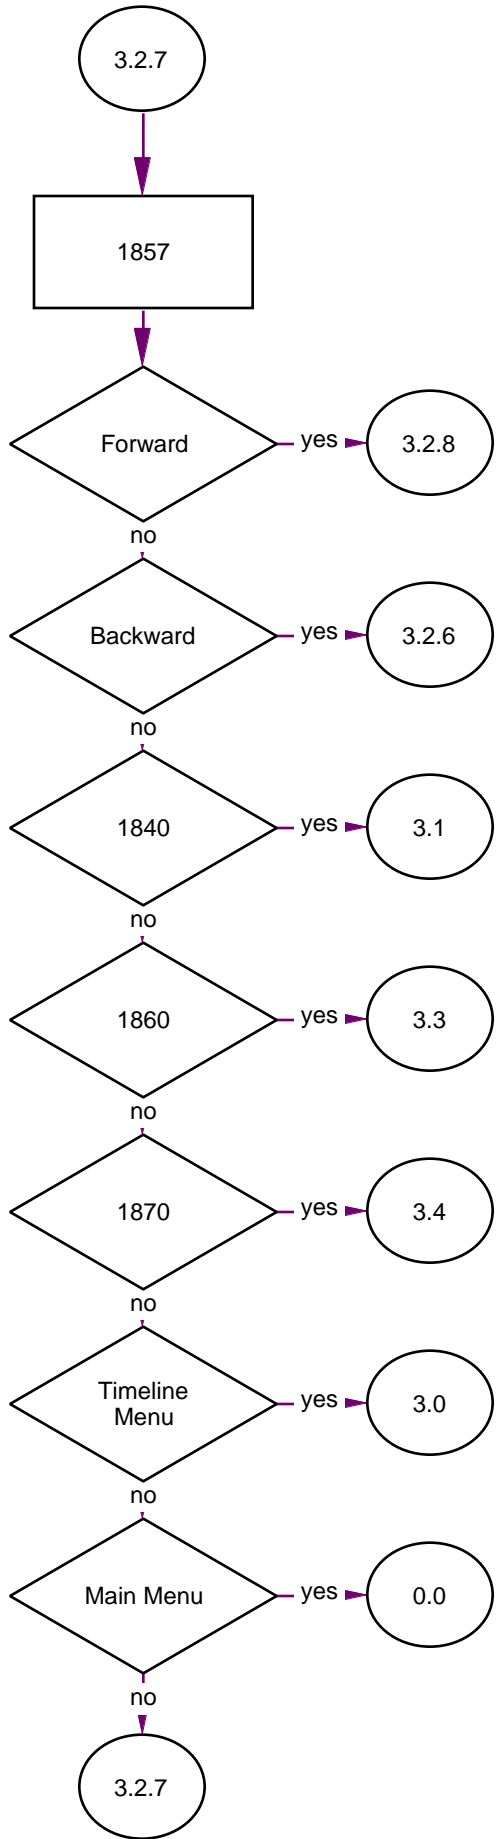 3.2.7
1857
Forward
yes
3.2.8
no
Backward
yes
3.2.6
no
1840
yes
3.1
no
1860
yes
3.3
no
1870
yes
3.4
no
Timeline
Menu
yes
3.0
no
Main Menu
yes
0.0
no
3.2.7